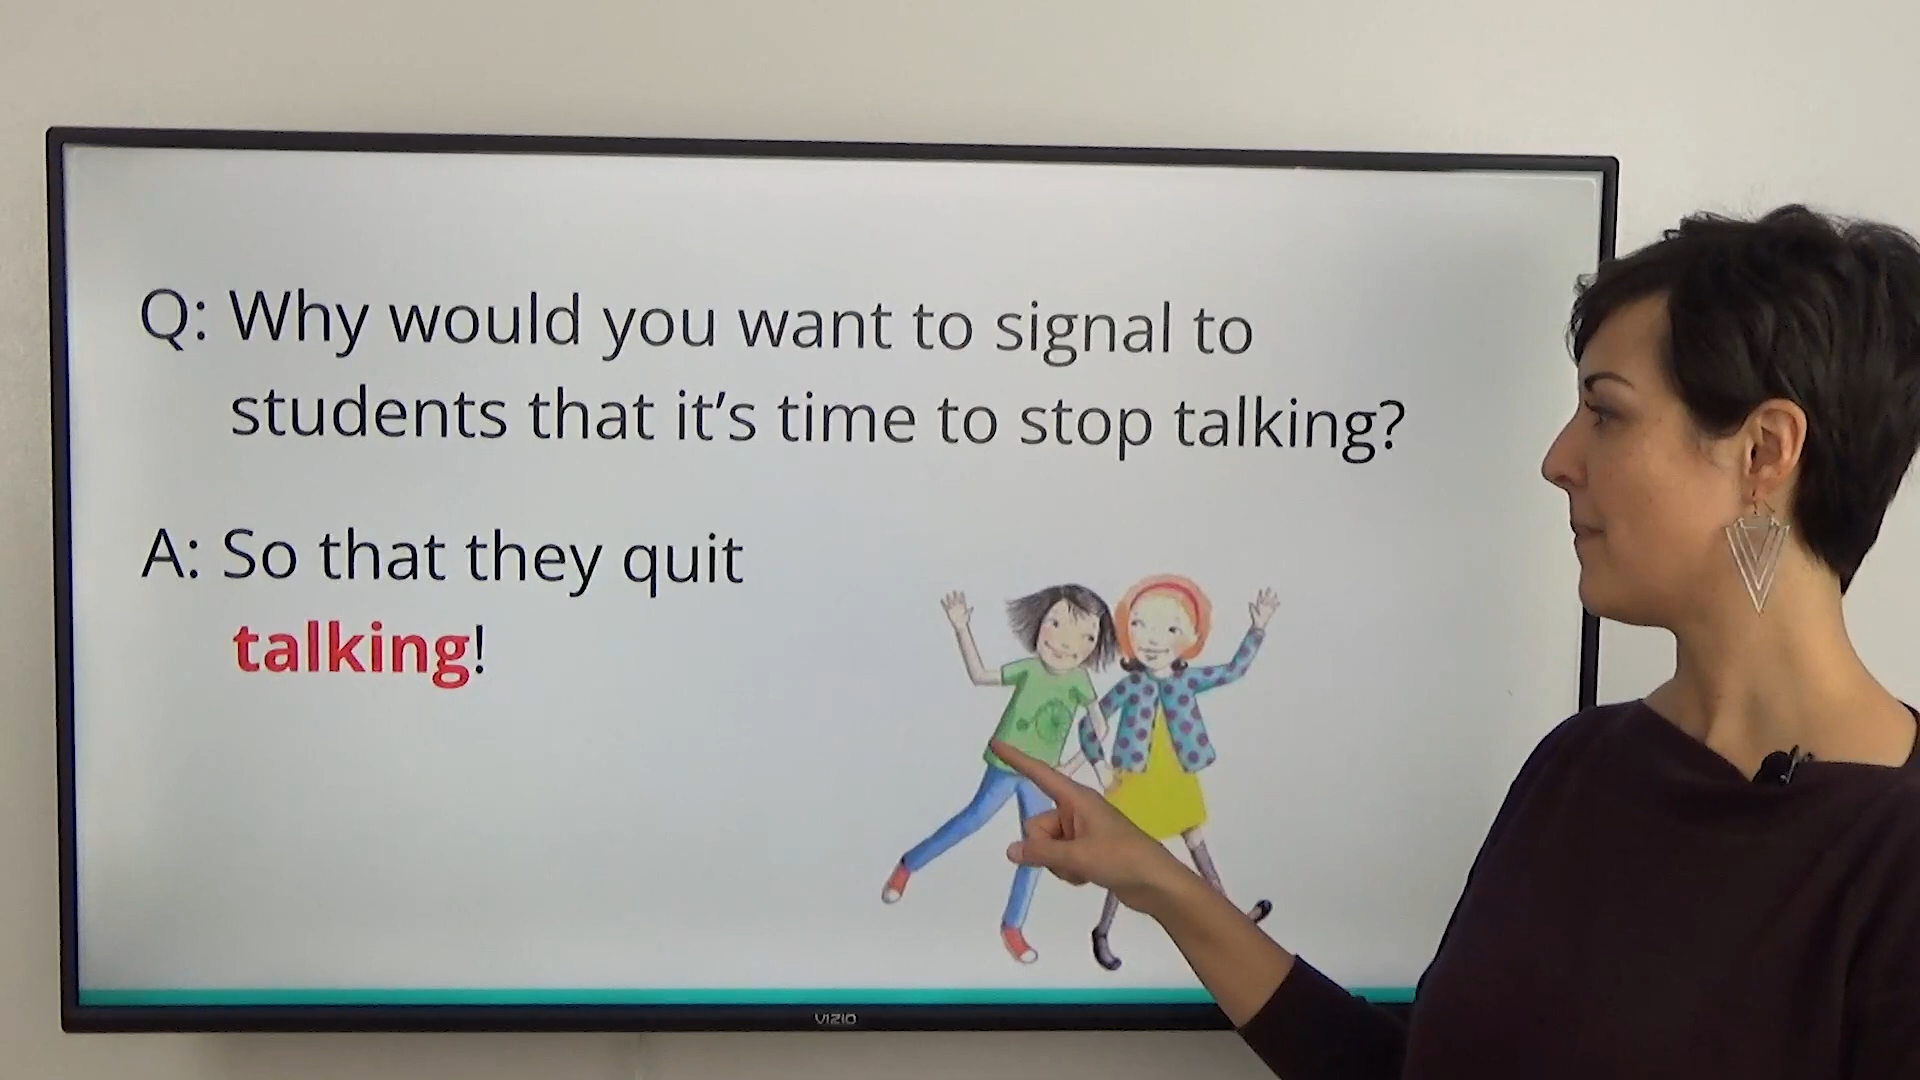 Q: Why would you want to signal to
students that it’s time to stop talking?
A: So that they quit
talking!
VIZIO